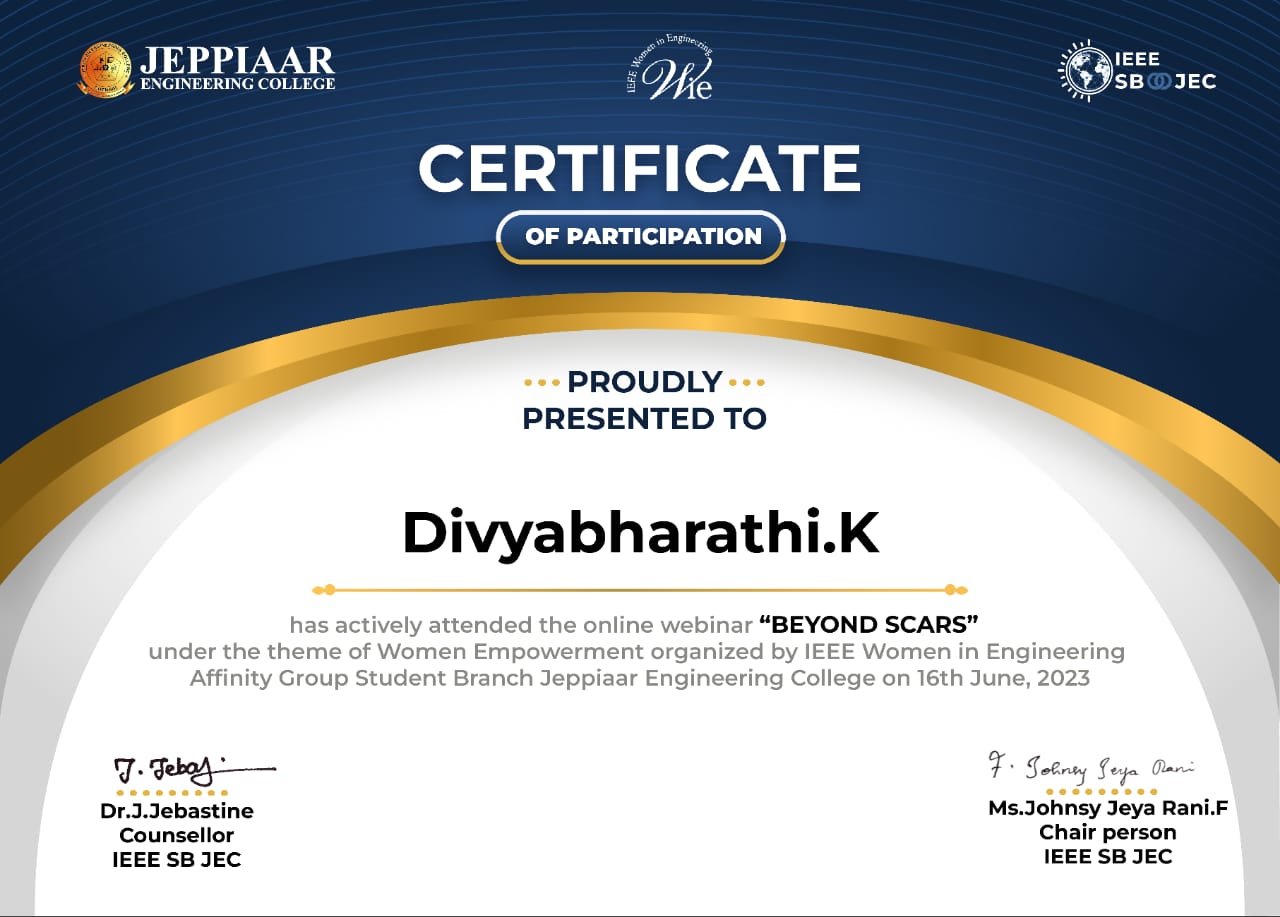 JEPPIAAR
ENGINEERING COLLEGE
IEEE Women in Engineering
Wie
IEEE
SB JEC
CERTIFICATE
OF PARTICIPATION
PROUDLY
PRESENTED TO
Divyabharathi.K
has actively attended the online webinar “BEYOND SCARS”
under the theme of Women Empowerment organized by IEEE Women in Engineering
Affinity Group Student Branch Jeppiaar Engineering College on 16th June, 2023
J. Jebas
Dr.J.Jebastine
Counsellor
IEEE SB JEC
F. Johnsy Jeya Rani
Ms.Johnsy Jeya Rani.F
Chair person
IEEE SB JEC